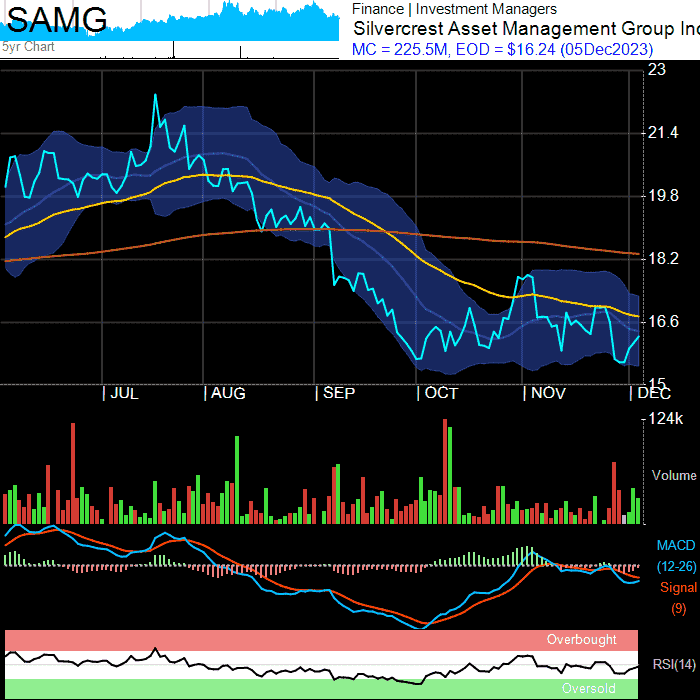 SAMG
5yr Chart
Finance | Investment Managers
Silvercrest Asset Management Group Inc
MC = 225.5M, EOD = $16.24 (05Dec2023)
23
21.4
19.8
18.2
16.6
15
JUL AUG SEP OCT NOV DEC
124k
Volume
MACD
(12-26)
Signal
(9)
Overbought
RSI(14)
Oversold